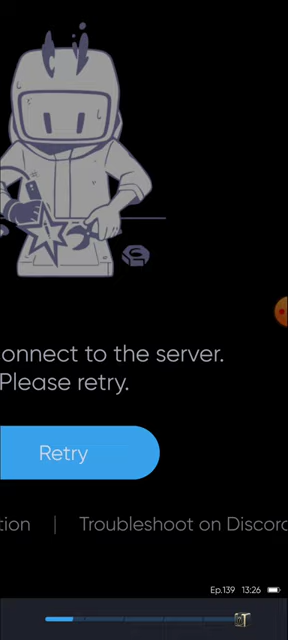 onnect to the server.
Please retry.
Retry
tion | Troubleshoot on Discord
Ep.139 13:26